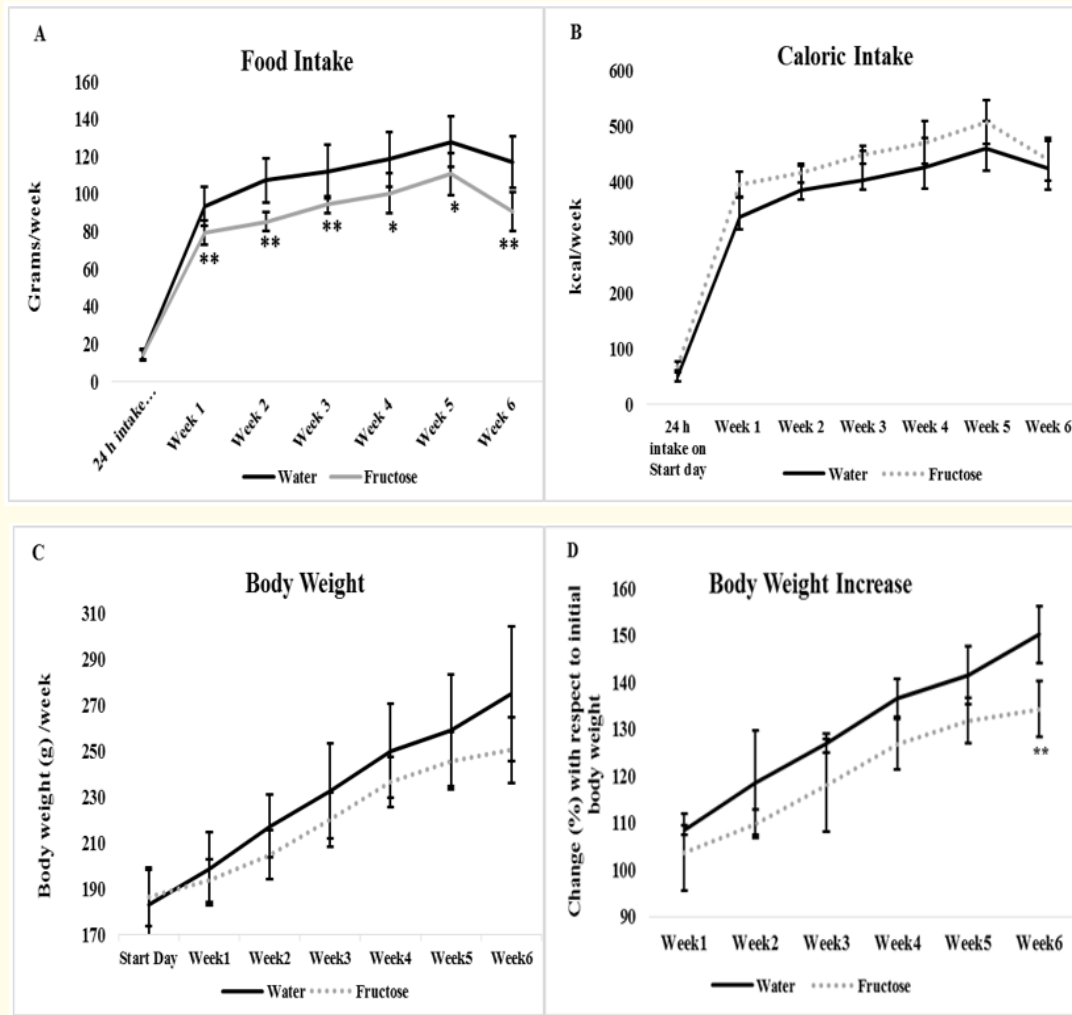 A
Food Intake
160
140
120
100
80
60
40
20
0
Grams/week
**
**
**
*
*
**
24 h intake...
Week 1
Week 2
Week 3
Week 4
Week 5
Week 6
Water
Fructose
B
Caloric Intake
600
500
400
300
200
100
0
kcal/week
24 h
intake on
Start day
Week 1
Week 2
Week 3
Week 4
Week 5
Week 6
Water
Fructose
C
Body Weight
310
290
270
250
230
210
190
170
Body weight (g) /week
Start Day
Week1
Week2
Week3
Week4
Week5
Week6
Water
Fructose
D
Body Weight Increase
160
150
140
130
120
110
100
90
Change (%) with respect to initial
body weight
**
Week1
Week2
Week3
Week4
Week5
Week6
Water
Fructose